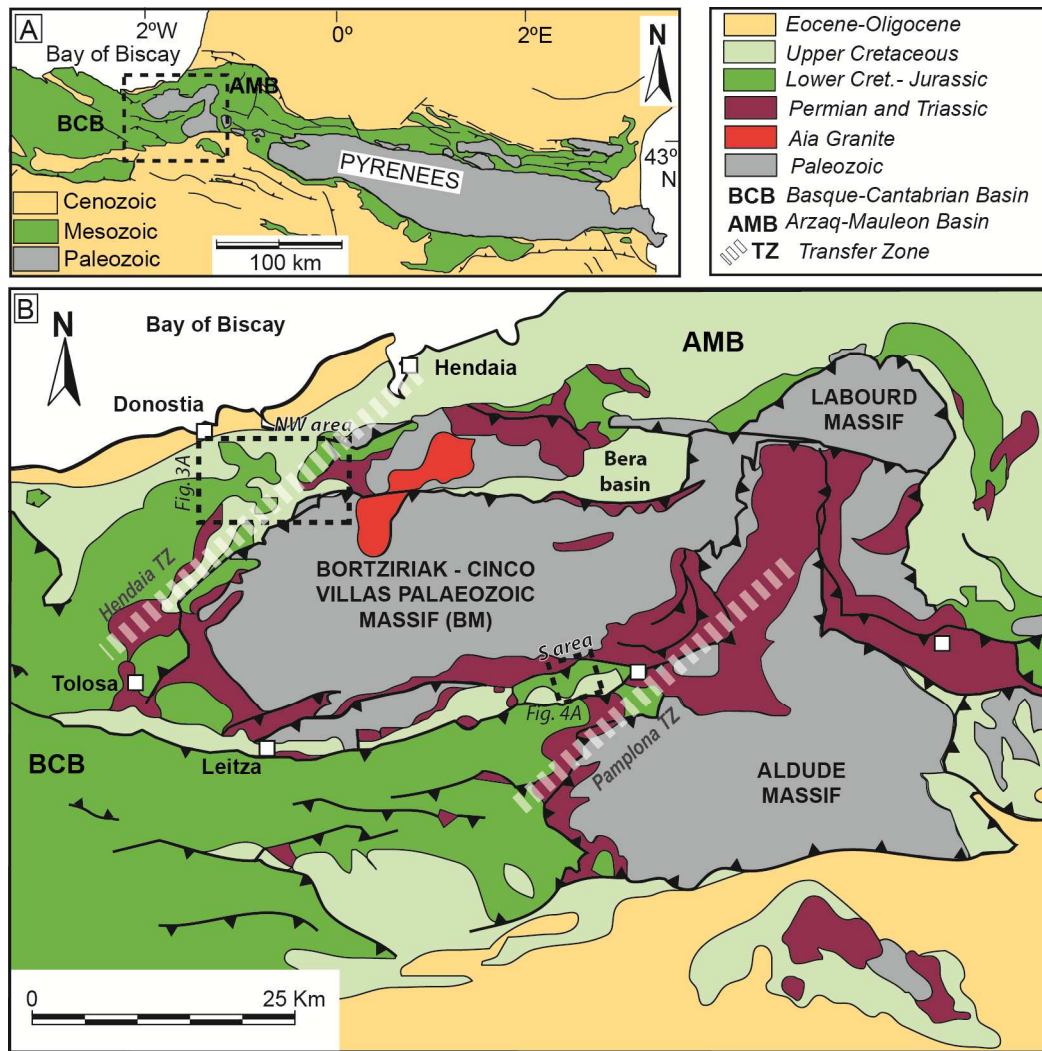 A
2ºW
0º
2ºE
Bay of Biscay
N
AMB
BCB
PYRENEES
43º
N
Cenozoic
Mesozoic
Paleozoic
100 km
Eocene-Oligocene
Upper Cretaceous
Lower Cret.- Jurassic
Permian and Triassic
Aia Granite
Paleozoic
BCB Basque-Cantabrian Basin
AMB Arzaq-Mauleon Basin
TZ Transfer Zone
B
N
Bay of Biscay
AMB
Hendaia
Donostia
NW area
Fig. 3A
LABOURD
MASSIF
Bera
basin
BORTZIRIAK - CINCO
VILLAS PALAEOZOIC
MASSIF (BM)
Hendaia TZ
S area
Tolosa
Fig. 4A
Pamplona TZ
Leitza
BCB
ALDUDE
MASSIF
0
25 Km